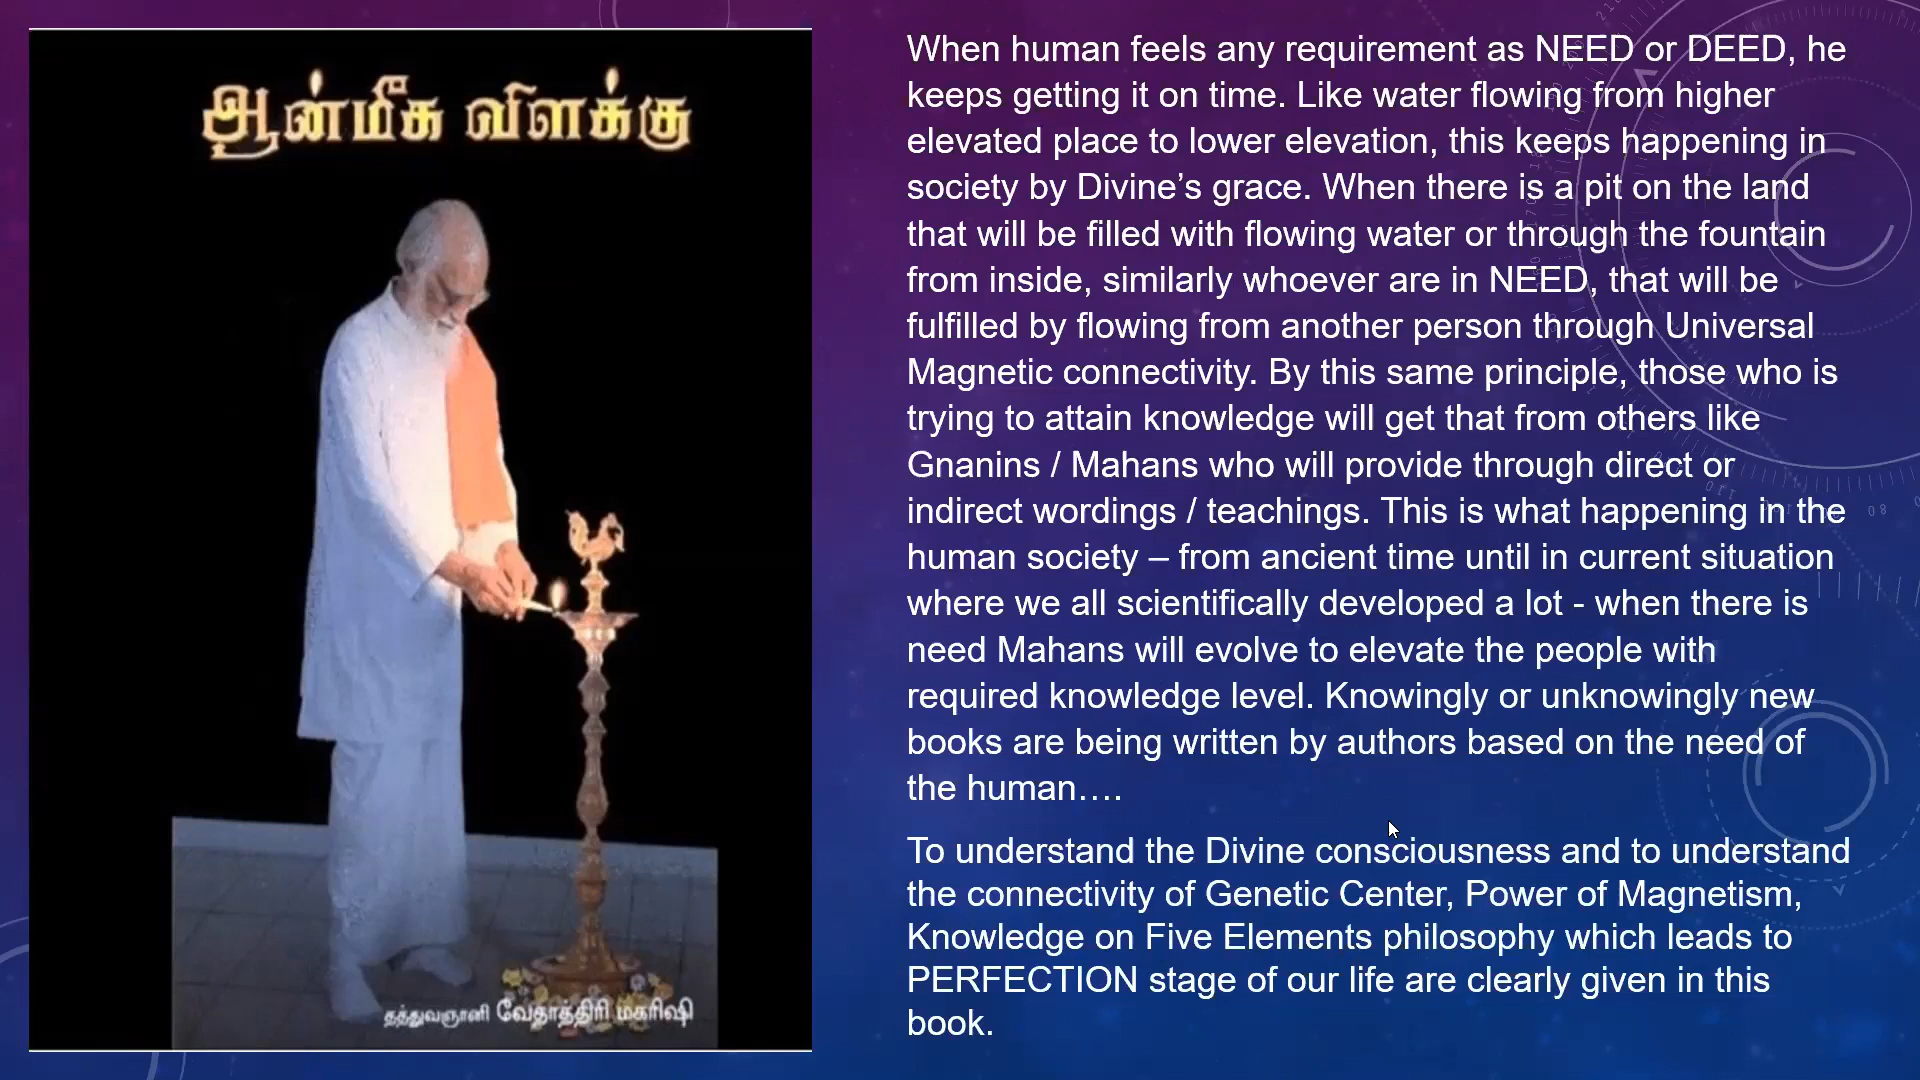 ஆன்மீக விளக்கு
தத்துவஞானி வேதாத்திரி மகரிஷி
When human feels any requirement as NEED or DEED, he
keeps getting it on time. Like water flowing from higher
elevated place to lower elevation, this keeps happening in
society by Divine’s grace. When there is a pit on the land
that will be filled with flowing water or through the fountain
from inside, similarly whoever are in NEED, that will be
fulfilled by flowing from another person through Universal
Magnetic connectivity. By this same principle, those who is
trying to attain knowledge will get that from others like
Gnanins / Mahans who will provide through direct or
indirect wordings / teachings. This is what happening in the
human society – from ancient time until in current situation
where we all scientifically developed a lot - when there is
need Mahans will evolve to elevate the people with
required knowledge level. Knowingly or unknowingly new
books are being written by authors based on the need of
the human….
To understand the Divine consciousness and to understand
the connectivity of Genetic Center, Power of Magnetism,
Knowledge on Five Elements philosophy which leads to
PERFECTION stage of our life are clearly given in this
book.